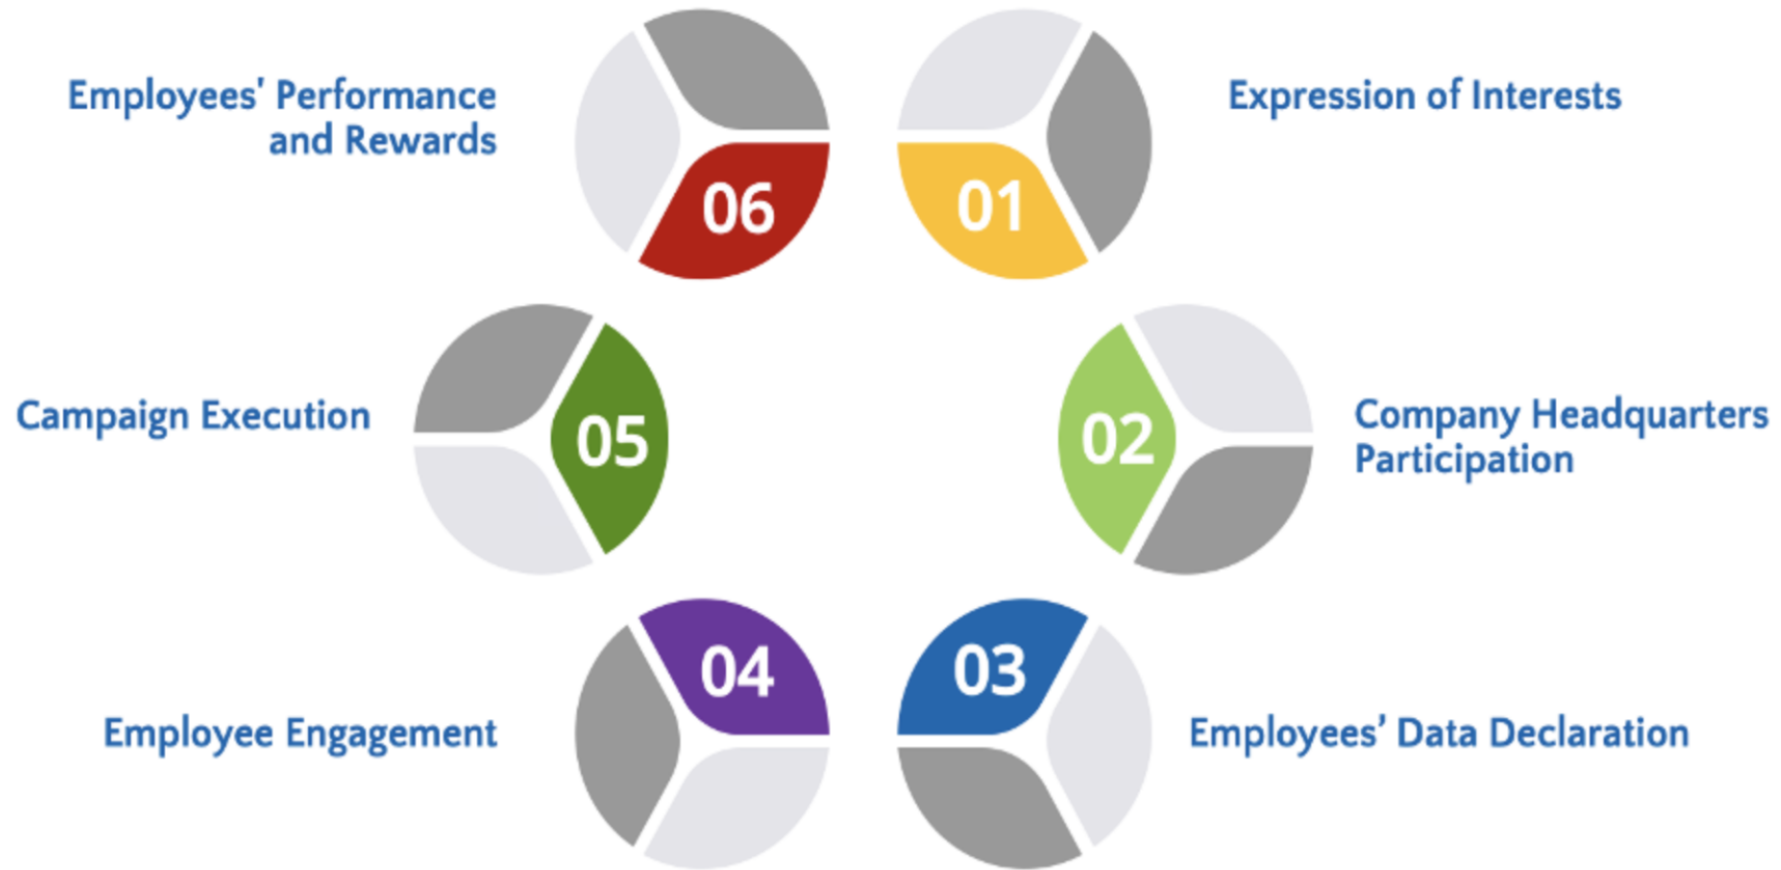 Employees' Performance
and Rewards
06
01
Expression of Interests
Campaign Execution
05
02
Company Headquarters
Participation
Employee Engagement
04
03
Employees’ Data Declaration